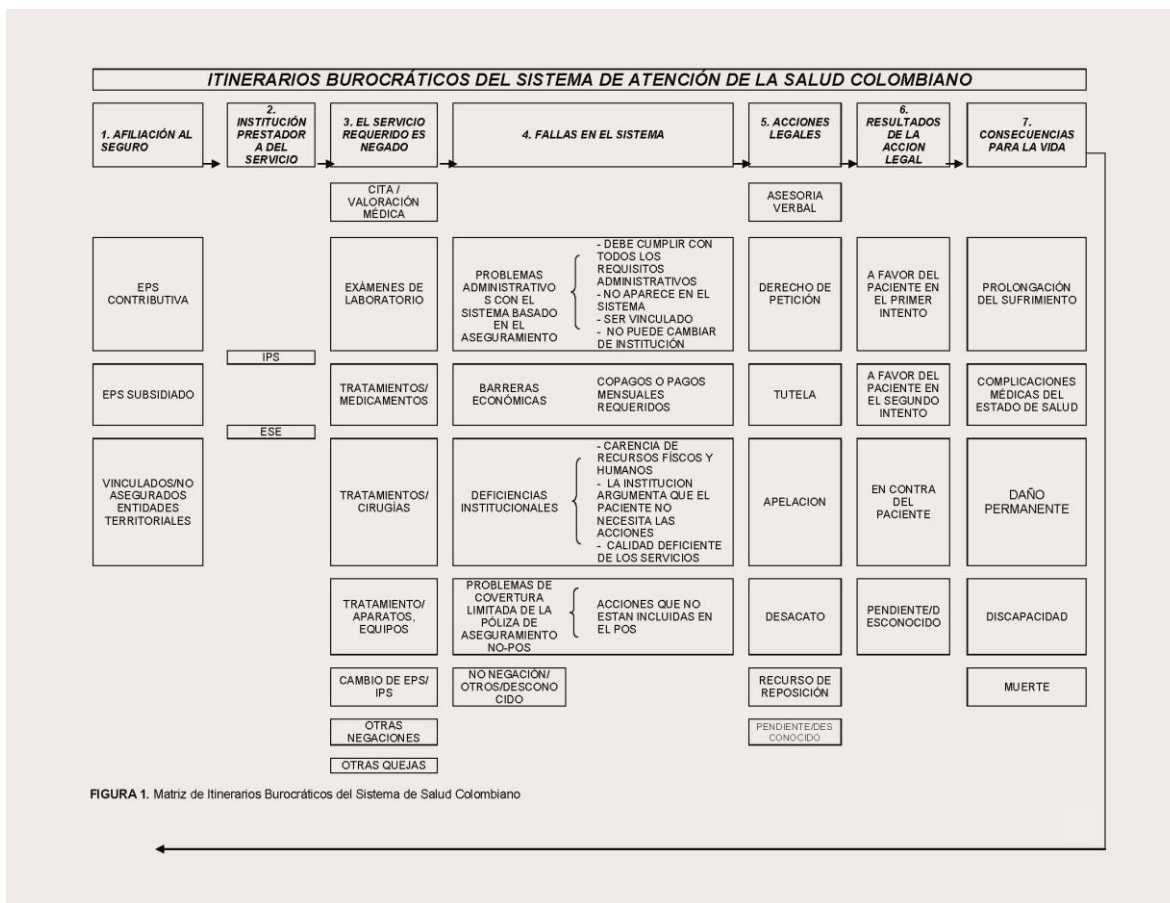 ITINERARIOS BUROCRÁTICOS DEL SISTEMA DE ATENCIÓN DE LA SALUD COLOMBIANO
1. AFILIACIÓN AL
SEGURO
2.
INSTITUCIÓN
PRESTADOR
A DEL
SERVICIO
3. EL SERVICIO
REQUERIDO ES
NEGADO
4. FALLAS EN EL SISTEMA
5. ACCIONES
LEGALES
6.
RESULTADOS
DE LA
ACCION
LEGAL
7.
CONSECUENCIAS
PARA LA VIDA
CITA /
VALORACIÓN
MÉDICA
ASESORIA
VERBAL
EPS
CONTRIBUTIVA
EXÁMENES DE
LABORATORIO
PROBLEMAS
ADMINISTRATIVO
S CON EL
SISTEMA BASADO
EN EL
ASEGURAMIENTO
- DEBE CUMPLIR CON
TODOS LOS
REQUISITOS
ADMINISTRATIVOS
- NO APARECE EN EL
SISTEMA
- SER VINCULADO
- NO PUEDE CAMBIAR
DE INSTITUCIÓN
DERECHO DE
PETICIÓN
A FAVOR DEL
PACIENTE EN
EL PRIMER
INTENTO
PROLONGACIÓN
DEL SUFRIMIENTO
IPS
EPS SUBSIDIADO
TRATAMIENTOS/
MEDICAMENTOS
BARRERAS
ECONÓMICAS
COPAGOS O PAGOS
MENSUALES
REQUERIDOS
TUTELA
A FAVOR DEL
PACIENTE EN
EL SEGUNDO
INTENTO
COMPLICACIONES
MÉDICAS DEL
ESTADO DE SALUD
ESE
VINCULADOS/NO
ASEGURADOS
ENTIDADES
TERRITORIALES
TRATAMIENTOS/
CIRUGÍAS
DEFICIENCIAS
INSTITUCIONALES
- CARENCIA DE
RECURSOS FÍSCOS Y
HUMANOS
- LA INSTITUCION
ARGUMENTA QUE EL
PACIENTE NO
NECESITA LAS
ACCIONES
- CALIDAD DEFICIENTE
DE LOS SERVICIOS
APELACION
EN CONTRA
DEL
PACIENTE
DAÑO
PERMANENTE
TRATAMIENTO/
APARATOS,
EQUIPOS
PROBLEMAS DE
COVERTURA
LIMITADA DE LA
PÓLIZA DE
ASEGURAMIENTO
NO-POS
ACCIONES QUE NO
ESTAN INCLUIDAS EN
EL POS
DESACATO
PENDIENTE/D
ESCONOCIDO
DISCAPACIDAD
CAMBIO DE EPS/
IPS
NO NEGACIÓN/
OTROS/DESCONO
CIDO
RECURSO DE
REPOSICIÓN
MUERTE
OTRAS
NEGACIONES
PENDIENTE/DES
CONOCIDO
OTRAS QUEJAS
FIGURA 1. Matriz de Itinerarios Burocráticos del Sistema de Salud Colombiano